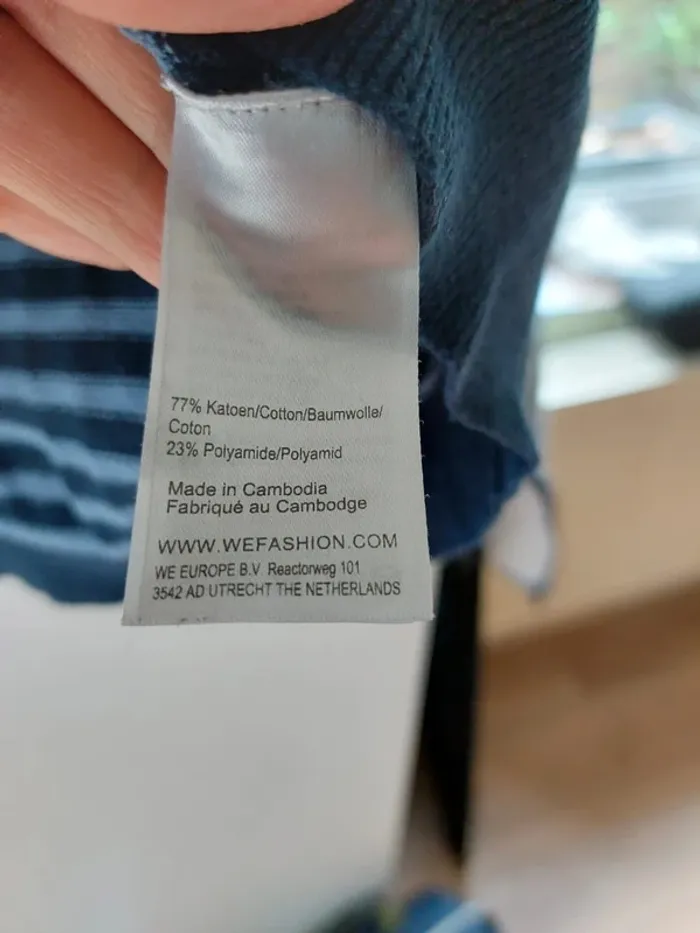 77% Katoen/Cotton/Baumwolle/
Coton
23% Polyamide/Polyamid
Made in Cambodia
Fabriqué au Cambodge
WWW.WEFASHION.COM
WE EUROPE B.V Reactorweg 101
3542 AD UTRECHT THE NETHERLANDS